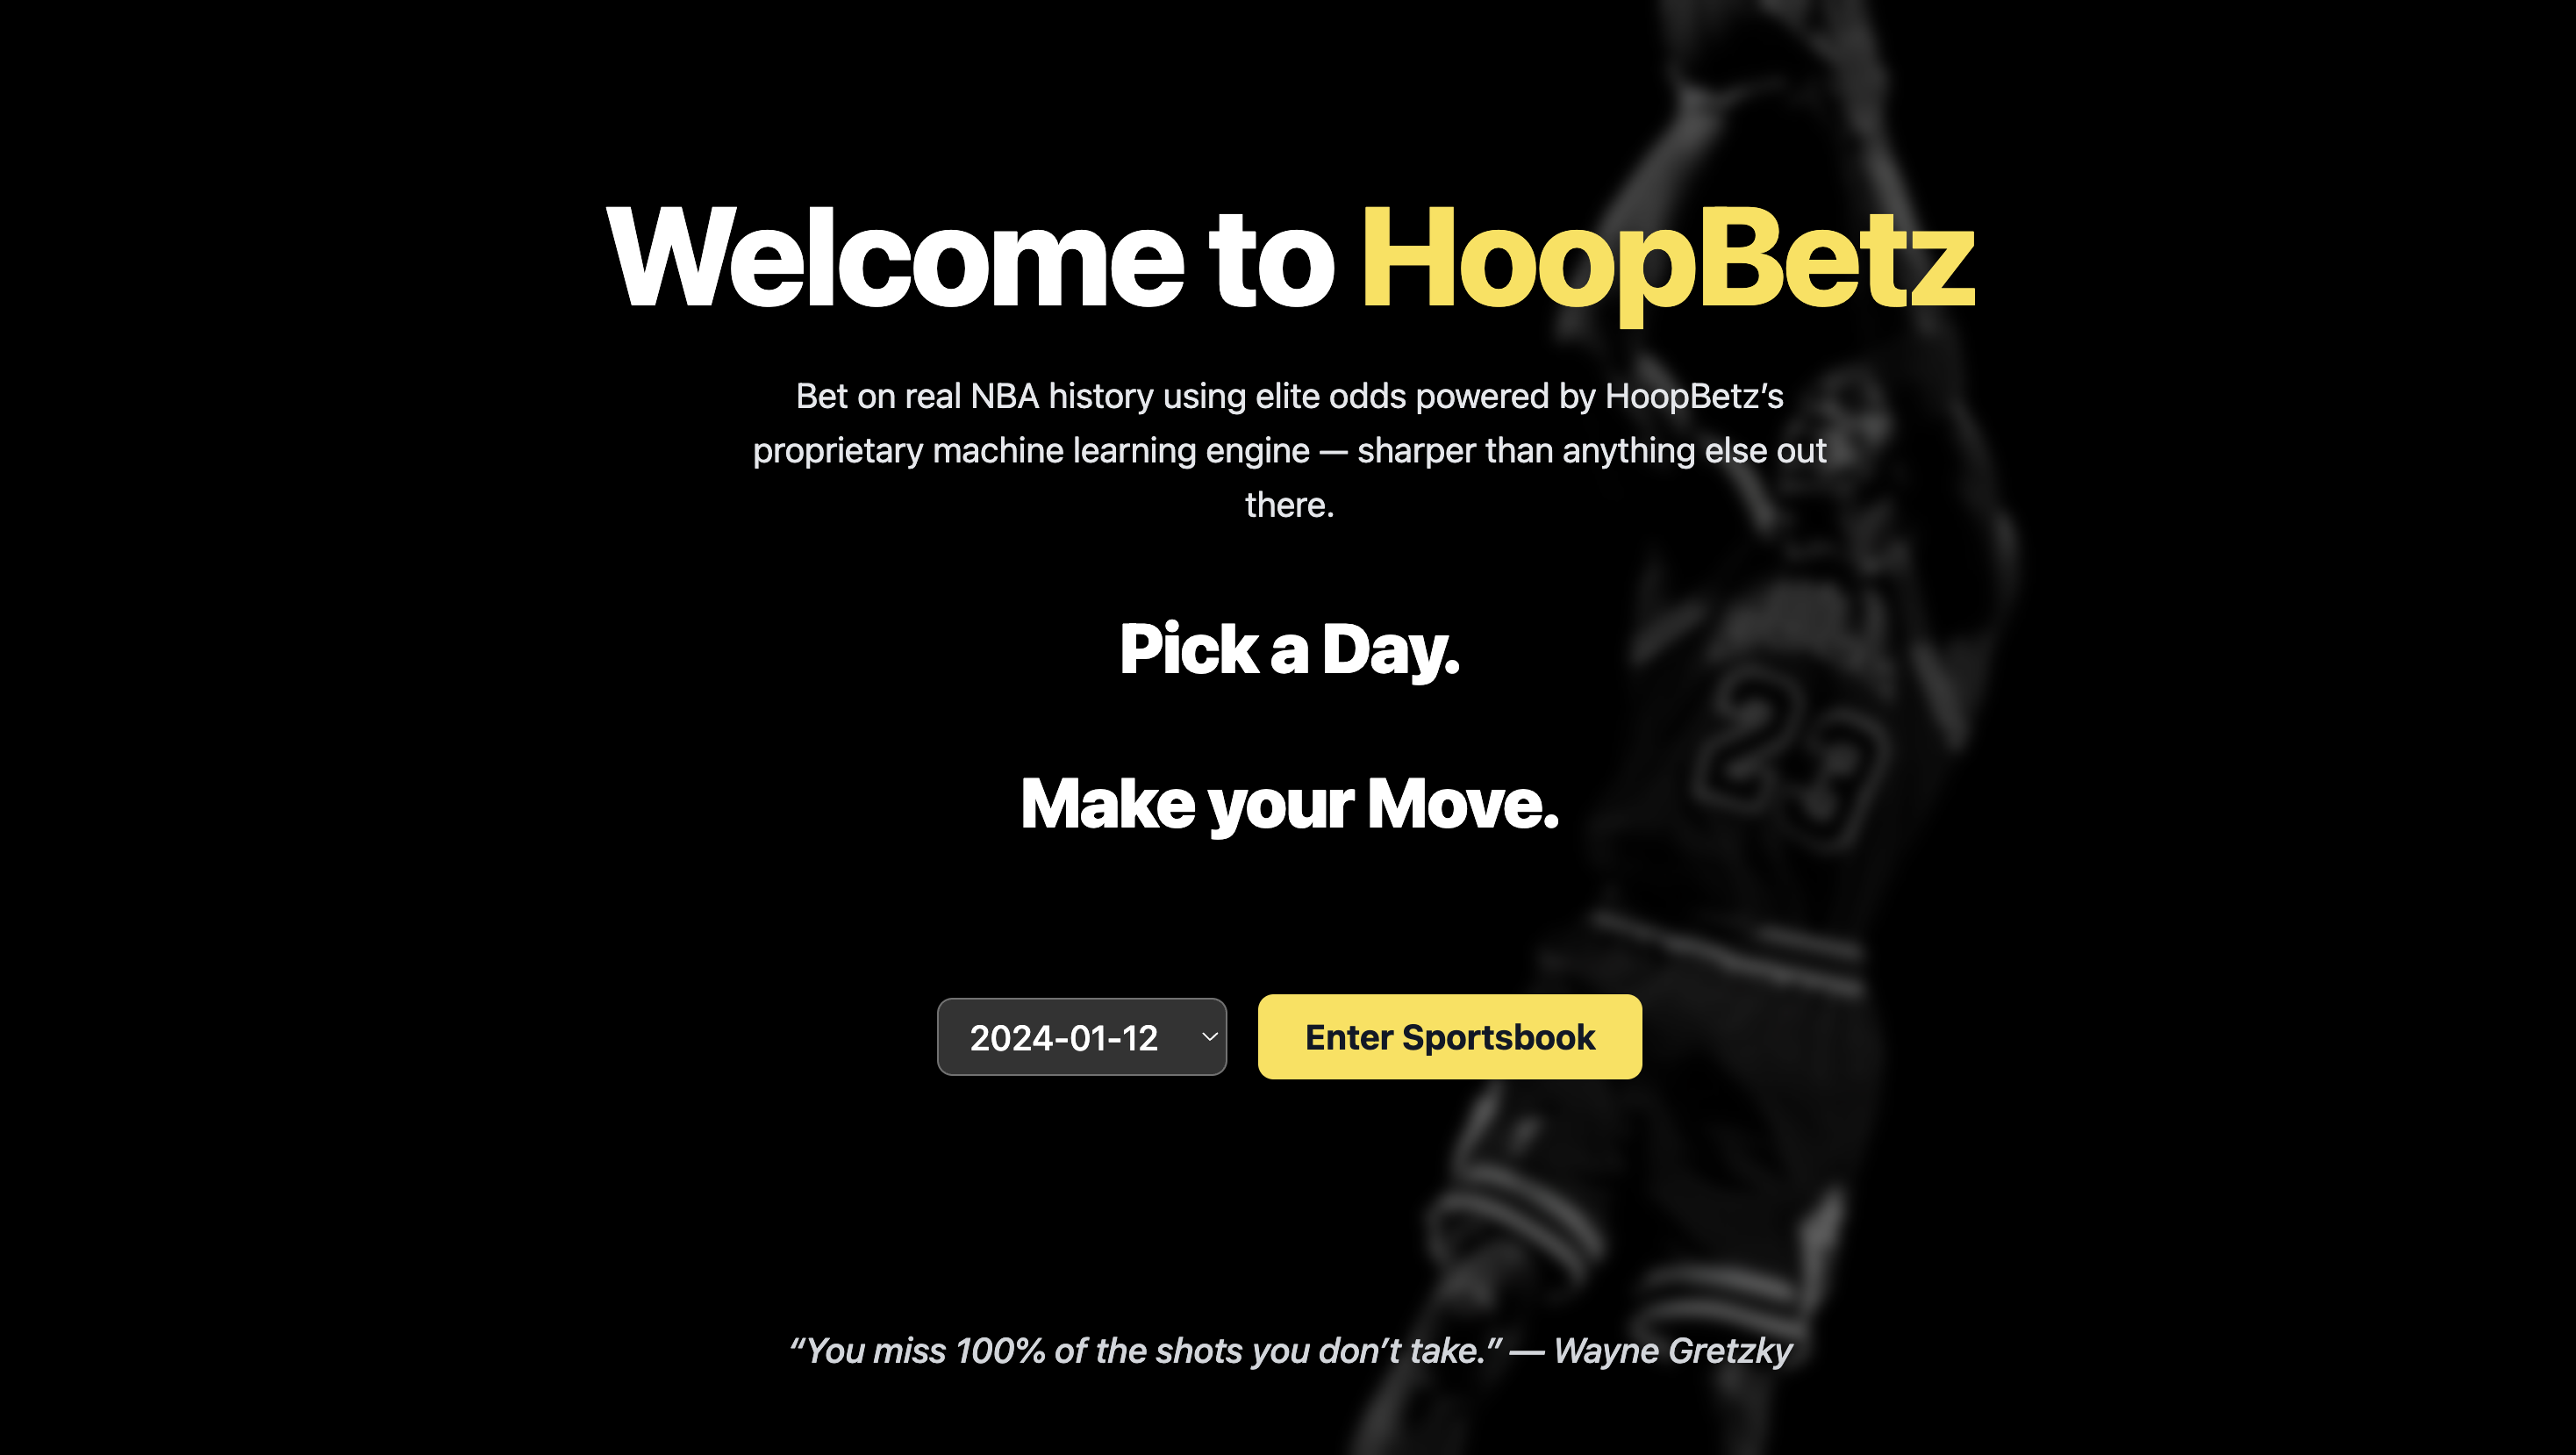 Welcome to HoopBetz
Bet on real NBA history using elite odds powered by HoopBetz’s
proprietary machine learning engine — sharper than anything else out
there.
Pick a Day.
Make your Move.
23
2024-01-12
Enter Sportsbook
“You miss 100% of the shots you don’t take.” — Wayne Gretzky